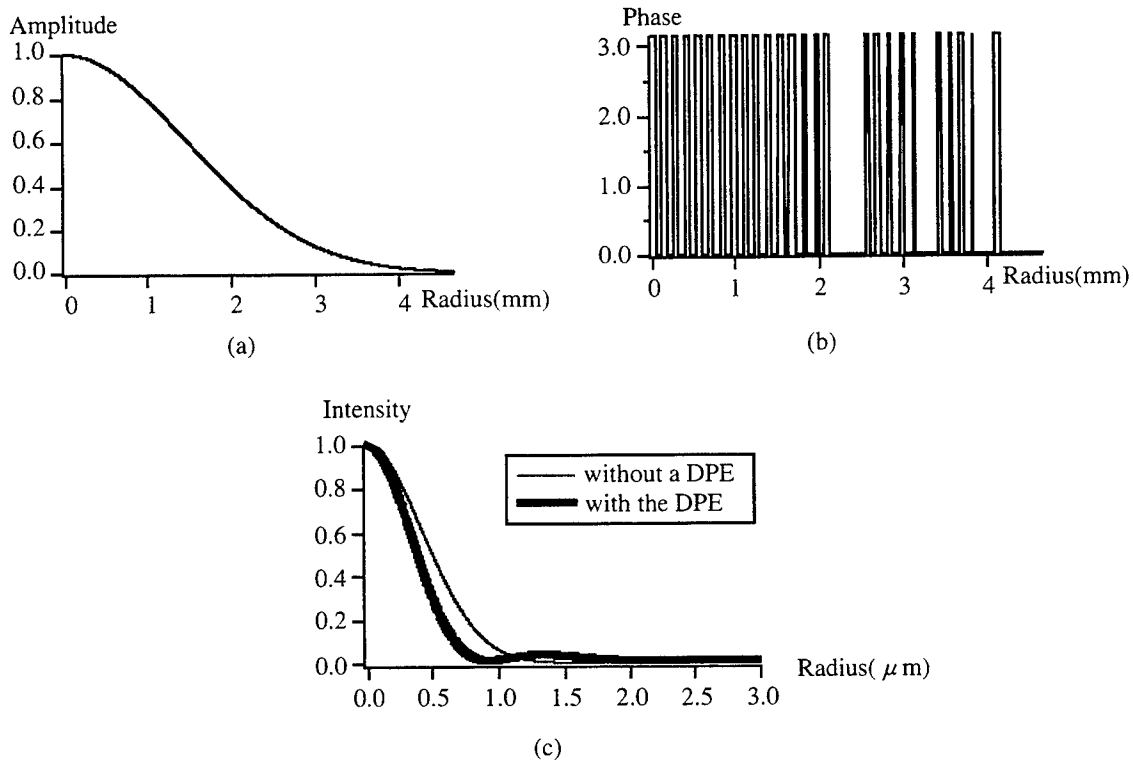 Amplitude
1.0
0.8
0.6
0.4
0.2
0.0
0 1 2 3 4 Radius(mm)
(a)
Phase
3.0
2.0
1.0
0.0
0 1 2 3 4 Radius(mm)
(b)
Intensity
1.0
0.8
0.6
0.4
0.2
0.0
without a DPE
with the DPE
0.0 0.5 1.0 1.5 2.0 2.5 3.0
Radius( μ m)
(c)